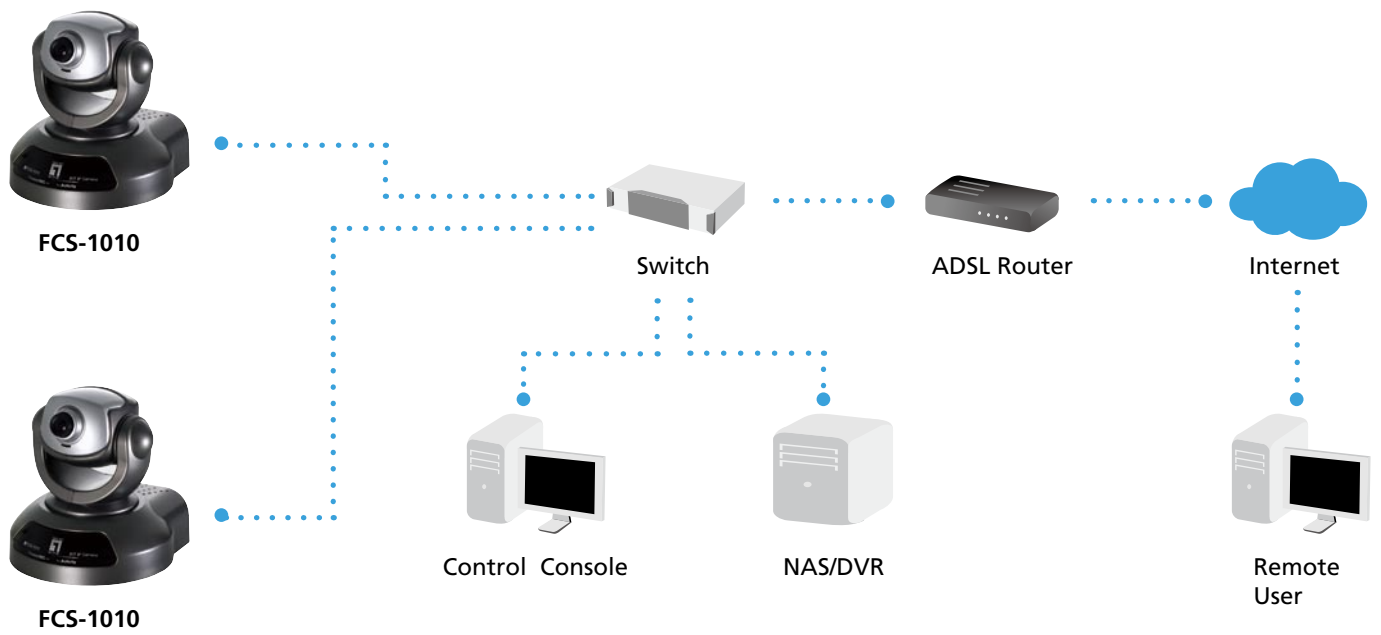 FCS-1010
Switch
ADSL Router
Internet
Control Console
NAS/DVR
Remote
User
FCS-1010